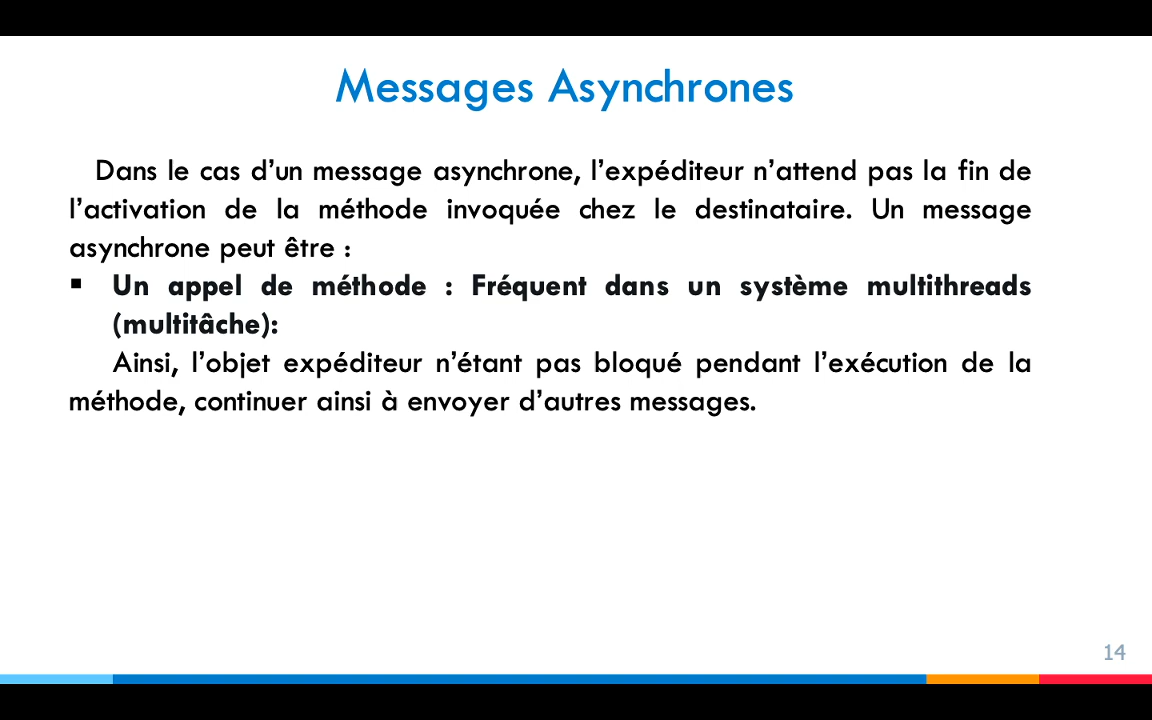 Messages Asynchrones
Dans le cas d’un message asynchrone, l’expéditeur n’attend pas la fin de
l’activation de la méthode invoquée chez le destinataire. Un message
asynchrone peut être :
▪ Un appel de méthode : Fréquent dans un système multithreads
(multitâche):
Ainsi, l’objet expéditeur n’étant pas bloqué pendant l’exécution de la
méthode, continuer ainsi à envoyer d’autres messages.
14